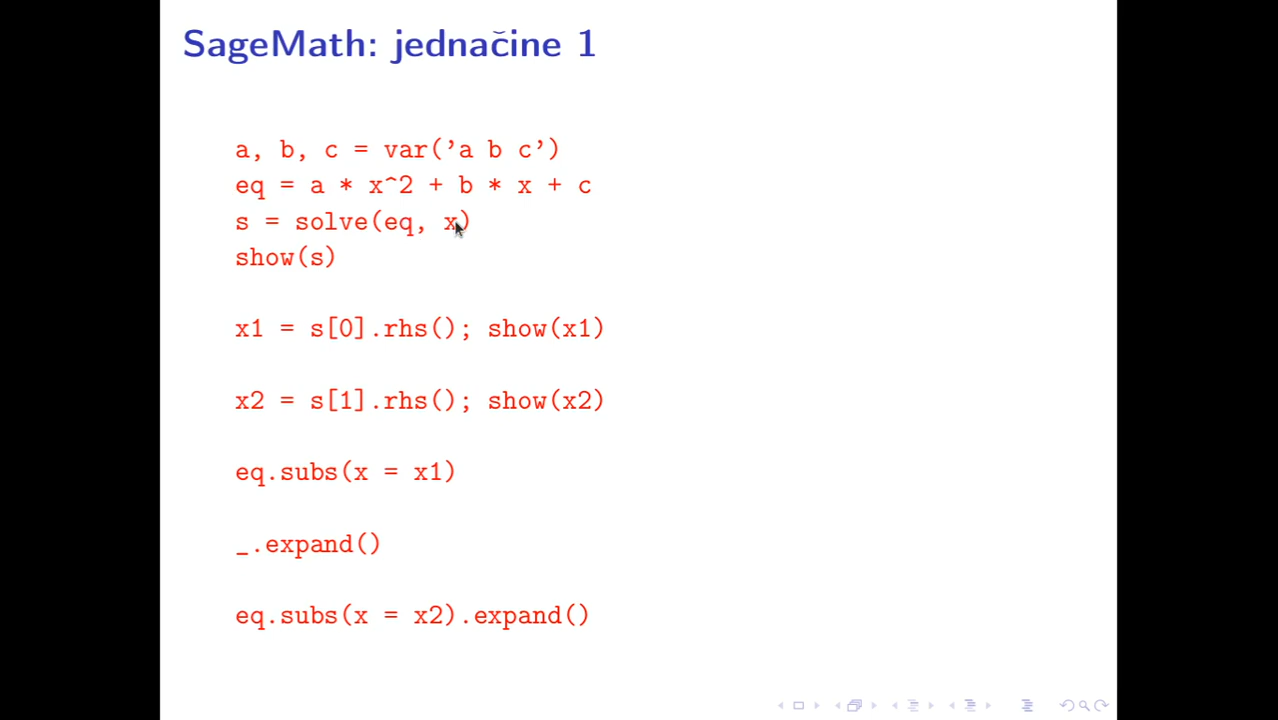 SageMath: jednačine 1
a, b, c = var(’a b c’)
eq = a * x^2 + b * x + c
s = solve(eq, x)
show(s)
x1 = s[0].rhs(); show(x1)
x2 = s[1].rhs(); show(x2)
eq.subs(x = x1)
_.expand()
eq.subs(x = x2).expand()